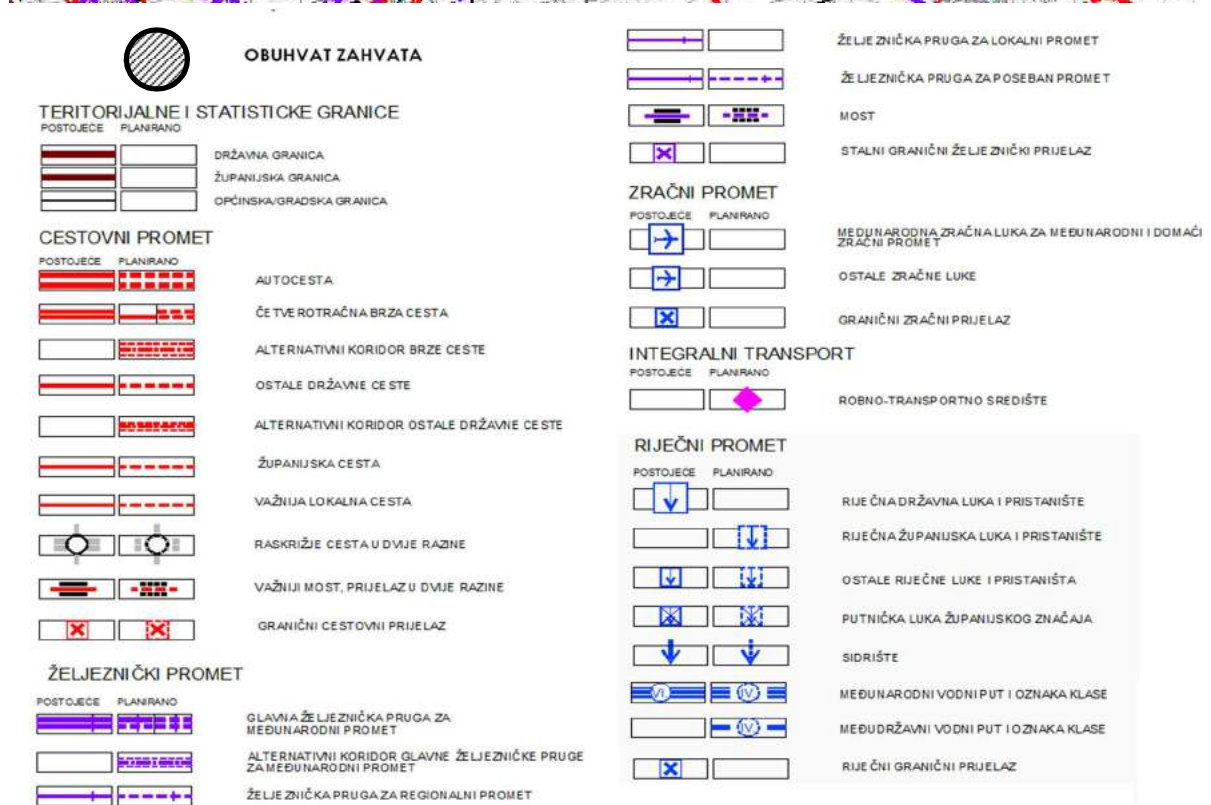 OBUHVAT ZAHVATA
TERITORIJALNE I STATISTICKE GRANICE
POSTOJEĆE PLANIRANO
DRŽAVNA GRANICA
ŽUPANIJSKA GRANICA
OPĆINSKA/GRADSKA GRANICA
CESTOVNI PROMET
POSTOJEĆE PLANIRANO
AUTOCESTA
ČETVEROTRAČNA BRZA CESTA
ALTERNATIVNI KORIDOR BRZE CESTE
OSTALE DRŽAVNE CESTE
ALTERNATIVNI KORIDOR OSTALE DRŽAVNE CESTE
ŽUPANIJSKA CESTA
VAŽNIJA LOKALNA CESTA
RASKRIŽJE CESTA U DVIJE RAZINE
VAŽNIJI MOST, PRIJELAZ U DVIJE RAZINE
GRANIČNI CESTOVNI PRIJELAZ
ŽELJEZNIČKI PROMET
POSTOJEĆE PLANIRANO
GLAVNA ŽELJEZNIČKA PRUGA ZA
MEĐUNARODNI PROMET
ALTERNATIVNI KORIDOR GLAVNE ŽELJEZNIČKE PRUGE
ZA MEĐUNARODNI PROMET
ŽELJEZNIČKA PRUGA ZA REGIONALNI PROMET
ŽELJEZNIČKA PRUGA ZA LOKALNI PROMET
ŽELJEZNIČKA PRUGA ZA POSEBAN PROMET
MOST
STALNI GRANIČNI ŽELJEZNIČKI PRIJELAZ
ZRAČNI PROMET
POSTOJEĆE PLANIRANO
MEDUNARODNA ZRAČNA LUKA ZA MEĐUNARODNI I DOMAĆI
ZRAČNI PROMET
OSTALE ZRAČNE LUKE
GRANIČNI ZRAČNI PRIJELAZ
INTEGRALNI TRANSPORT
POSTOJEĆE PLANIRANO
ROBNO-TRANSPORTNO SREDIŠTE
RIJEČNI PROMET
POSTOJEĆE PLANIRANO
RIJEČNA DRŽAVNA LUKA I PRISTANIŠTE
RIJEČNA ŽUPANIJSKA LUKA I PRISTANIŠTE
OSTALE RIJEČNE LUKE I PRISTANIŠTA
PUTNIČKA LUKA ŽUPANIJSKOG ZNAČAJA
SIDRIŠTE
VI. IV. MEĐUNARODNI VODNI PUT I OZNAKA KLASE
IV. MEĐUDRŽAVNI VODNI PUT I OZNAKA KLASE
RIJEČNI GRANIČNI PRIJELAZ